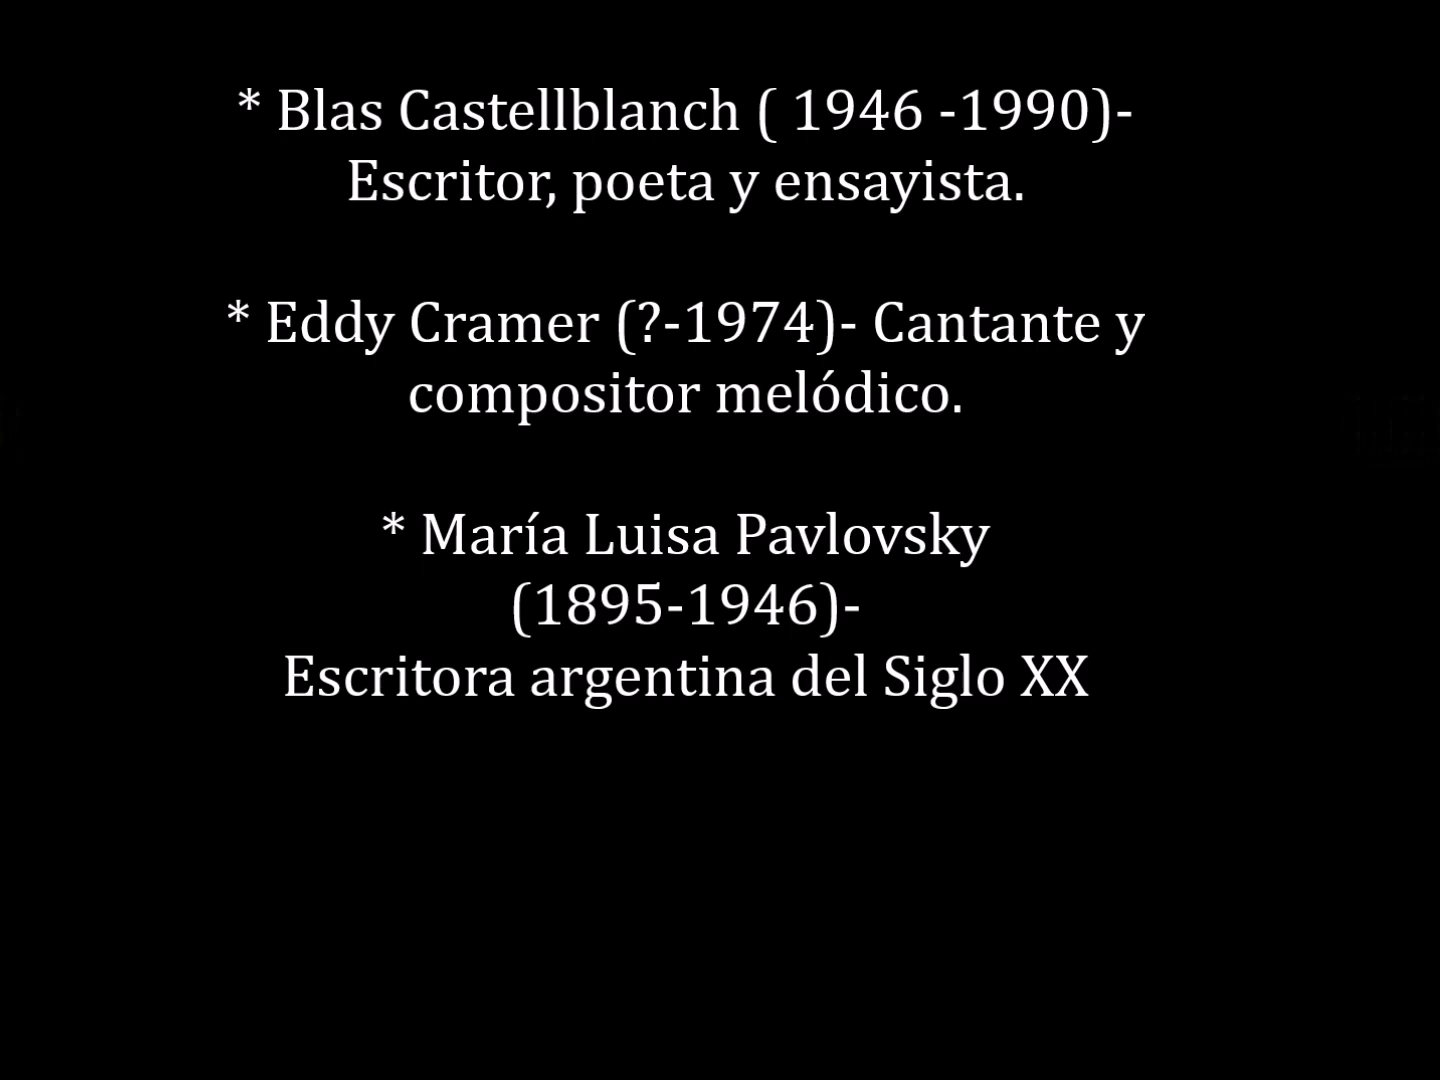 * Blas Castellblanch ( 1946 -1990)-
Escritor, poeta y ensayista.
* Eddy Cramer (?-1974)- Cantante y
compositor melódico.
* María Luisa Pavlovsky
(1895-1946)-
Escritora argentina del Siglo XX